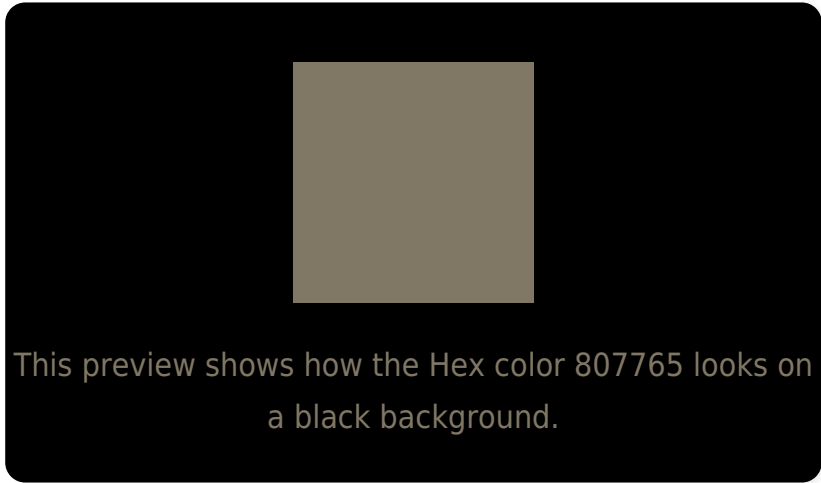 This preview shows how the Hex color 807765 looks on
a black background.